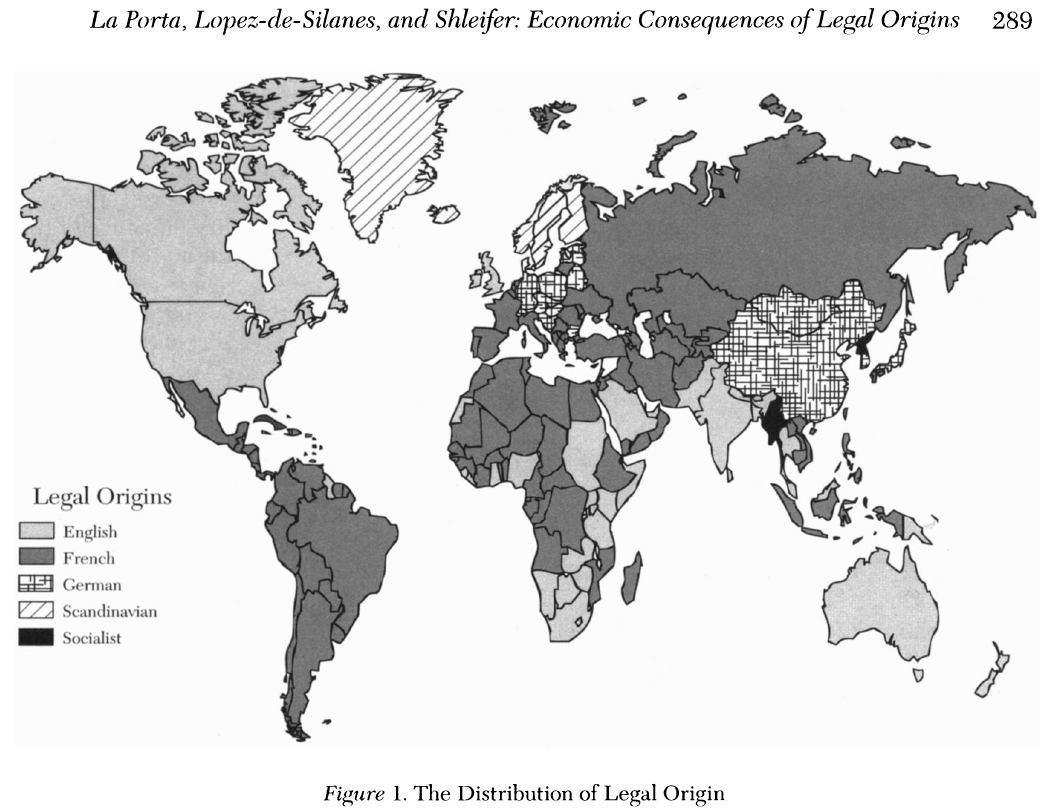 La Porta, Lopez-de-Silanes, and Shleifer: Economic Consequences of Legal Origins 289
Legal Origins
English
French
German
Scandinavian
Socialist
Figure 1. The Distribution of Legal Origin